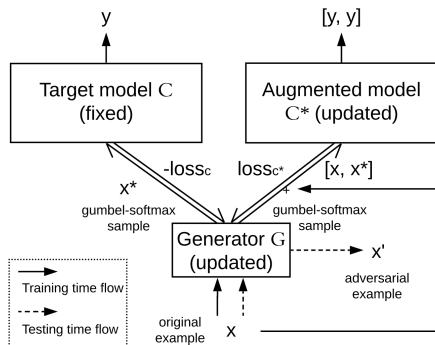 y
[y, y]
Target model C
(fixed)
Augmented model
C* (updated)
-lossc
lossc*
[x, x*]
x*
+
gumbel-softmax
sample
gumbel-softmax
sample
Generator G
(updated)
x'
adversarial
example
Training time flow
Testing time flow
original
example
x